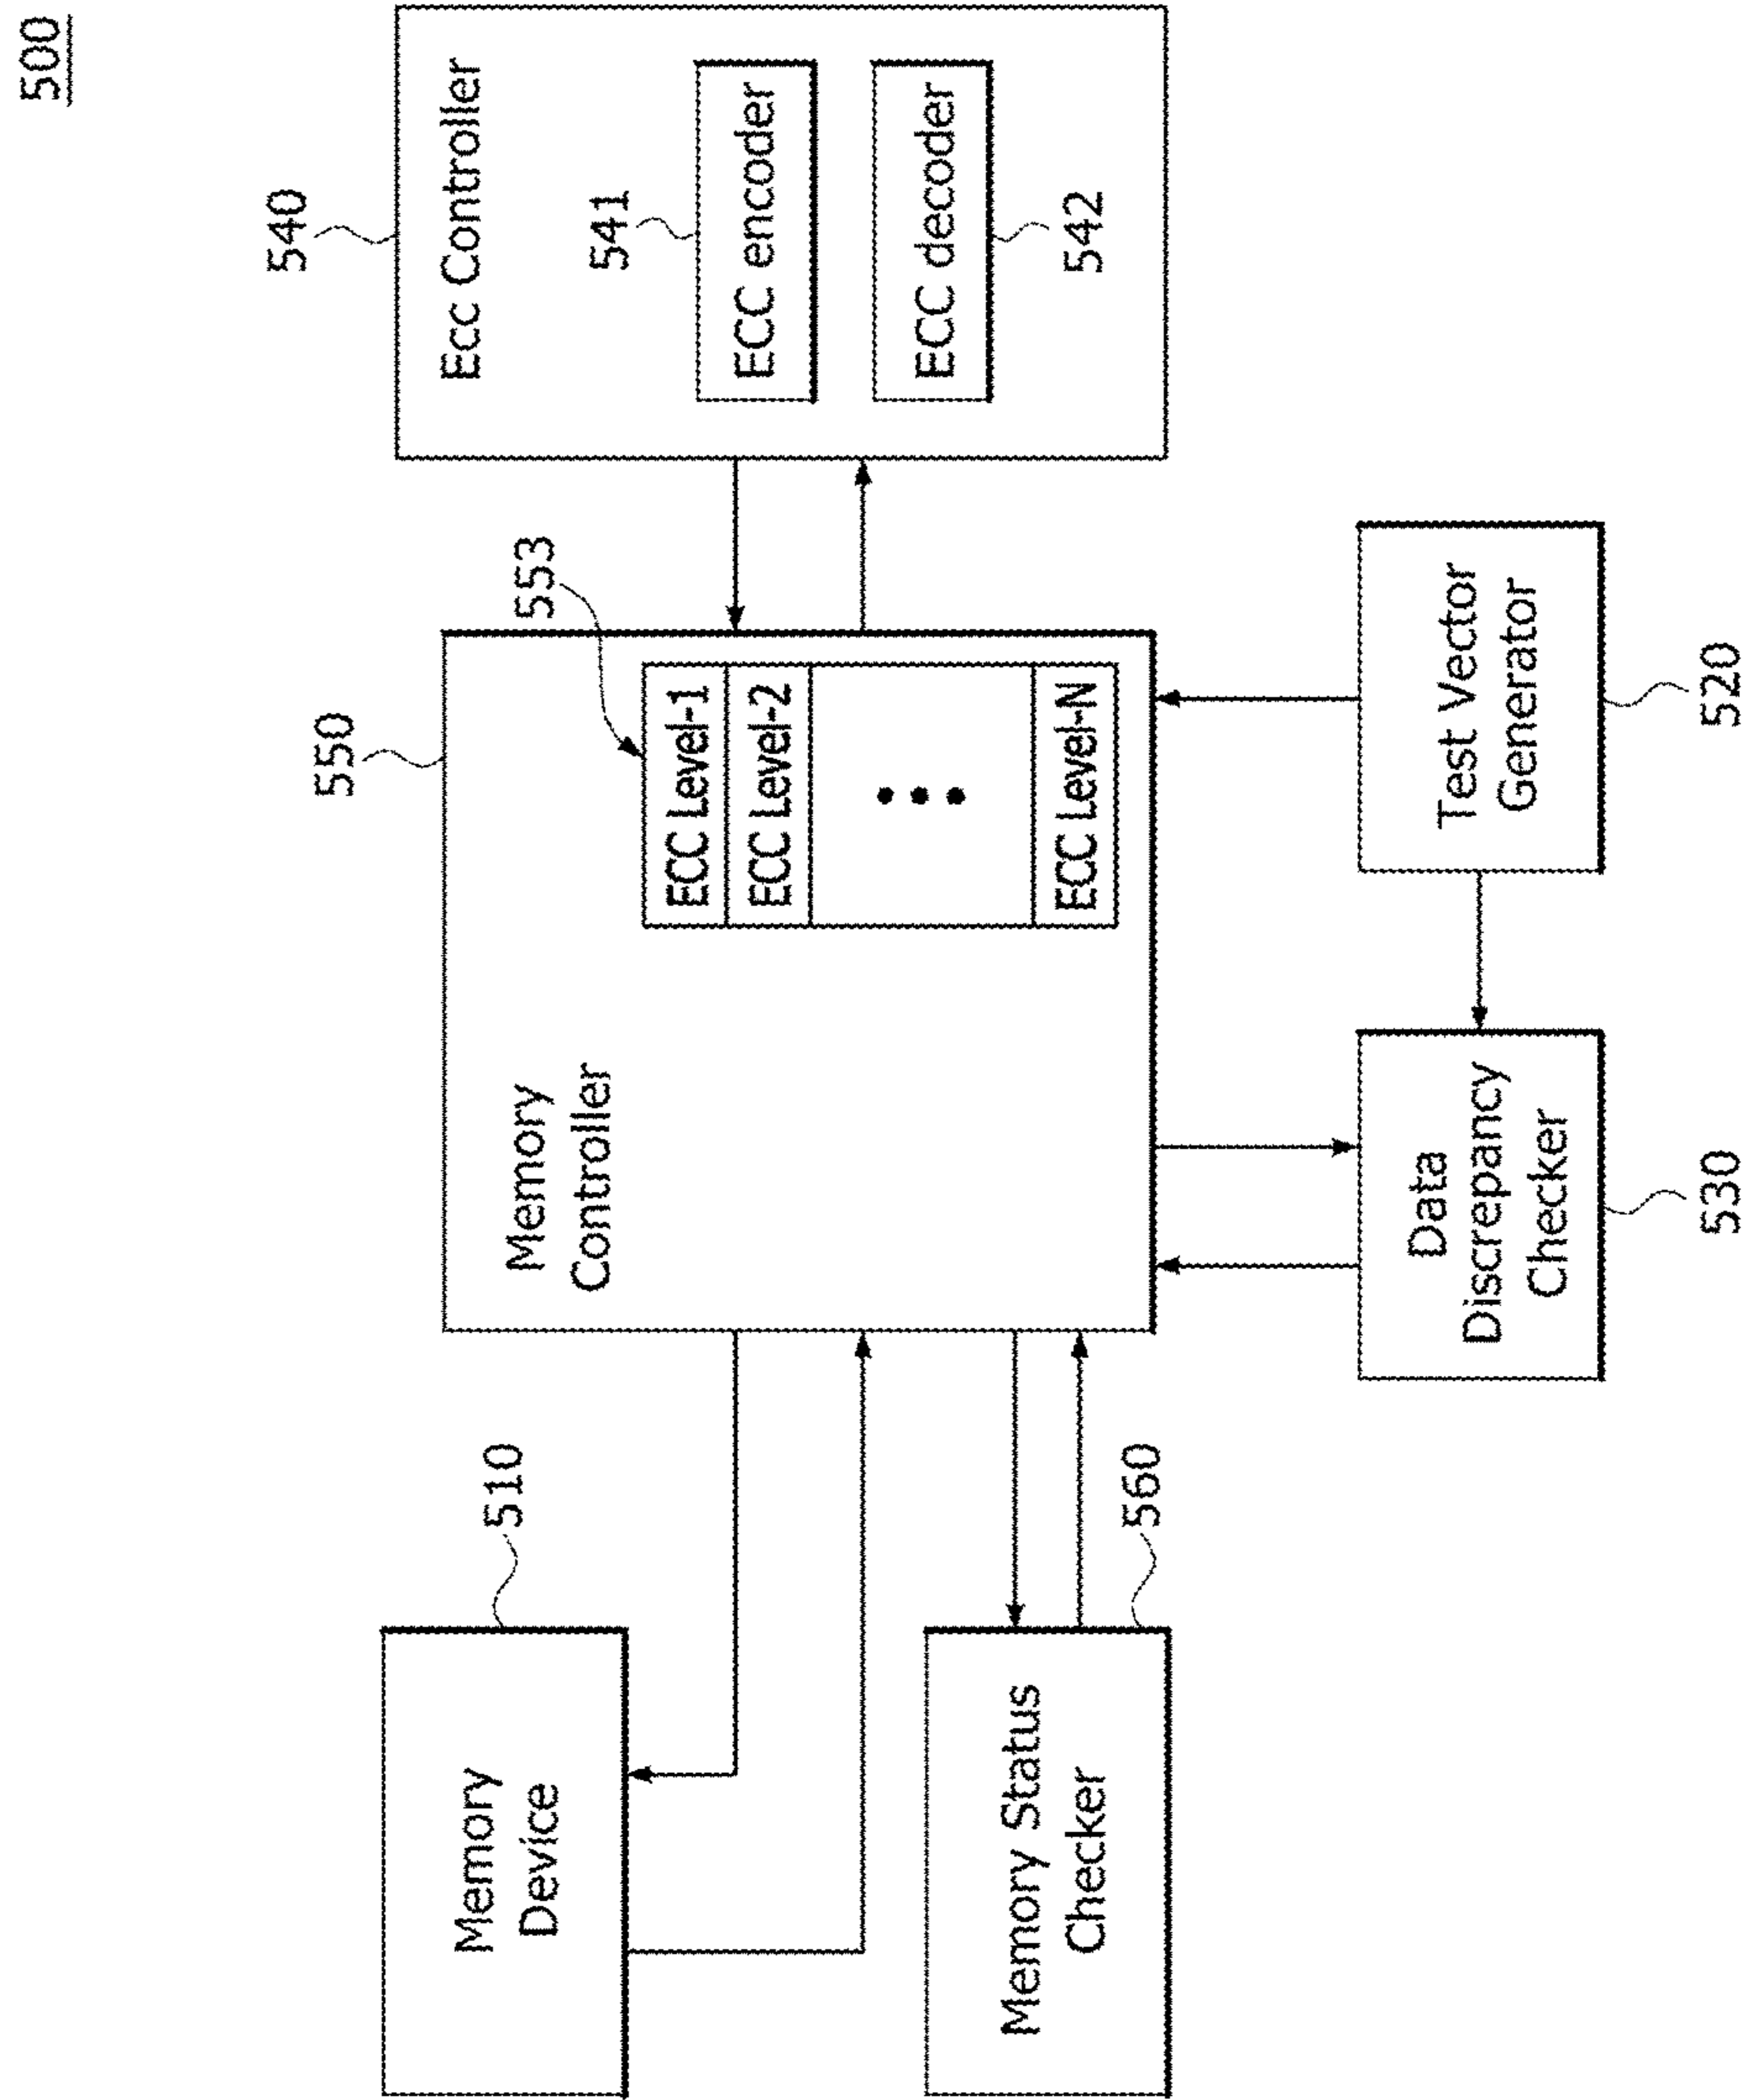 500
540
Ecc Controller
541
ECC encoder
ECC decoder
542
550
553
Memory
Controller
ECC Level-1
ECC Level-2
ECC Level-N
510
Memory
Device
560
Memory Status
Checker
Data
Discrepancy
Checker
530
Test Vector
Generator
520